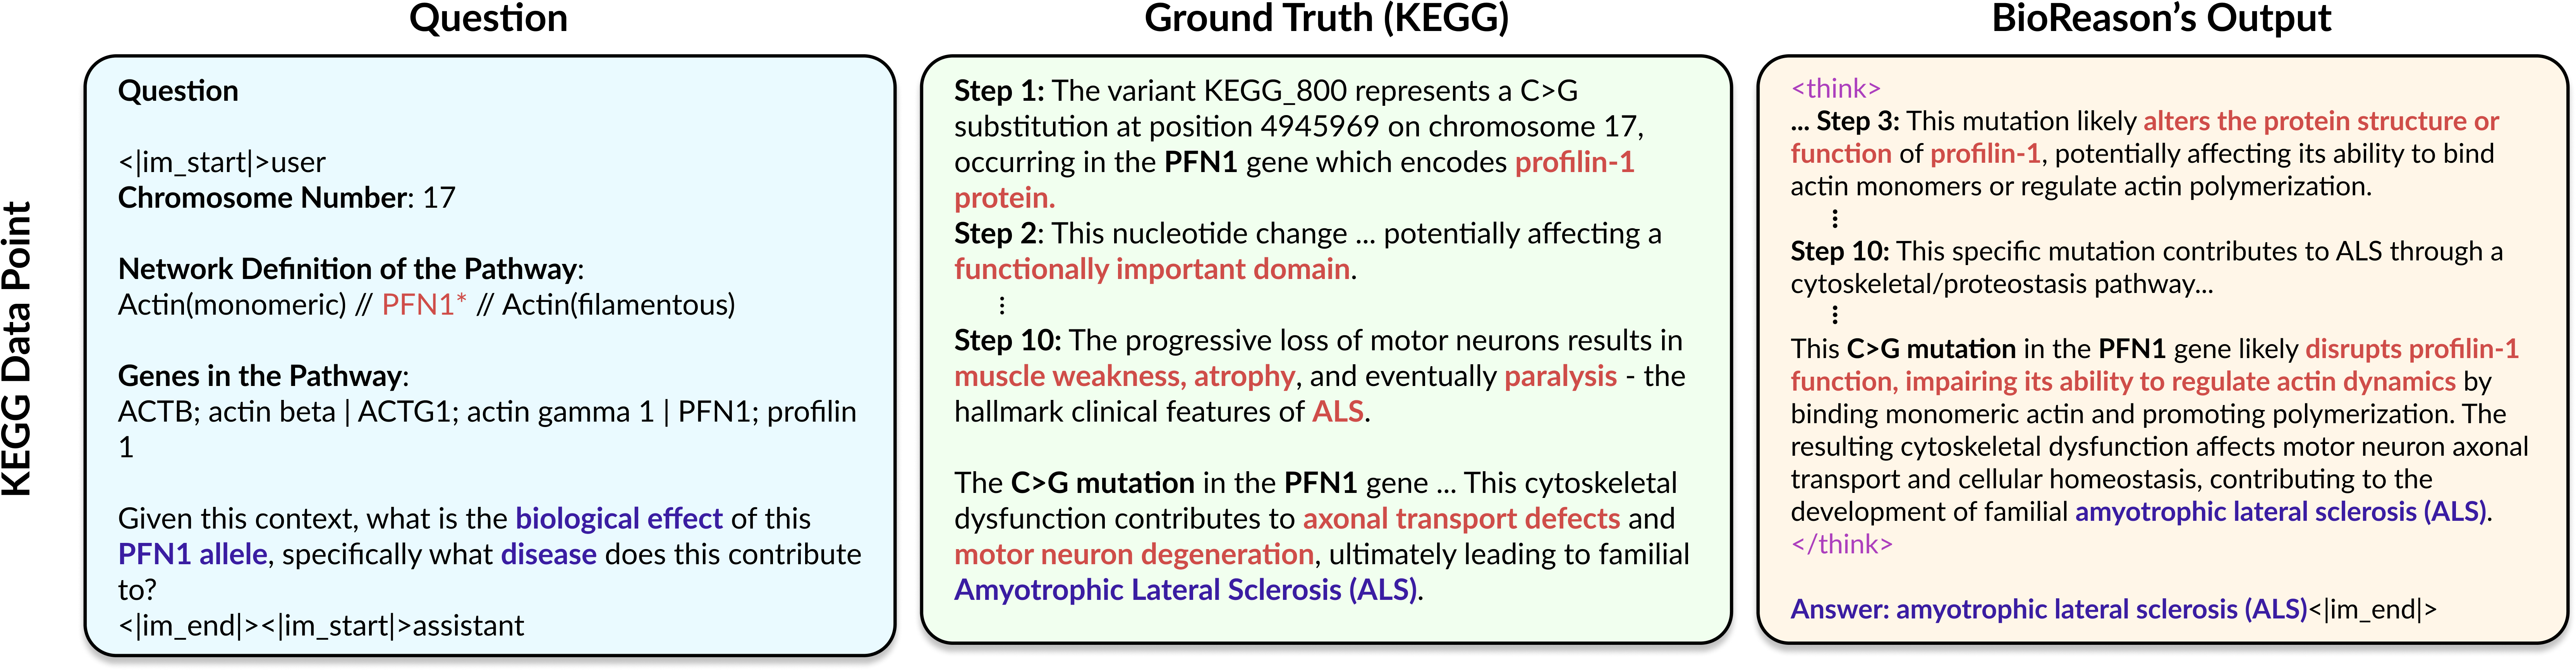 Question
Ground Truth (KEGG)
BioReason's Output
KEGG Data Point
Question
<|im_start|>user
Chromosome Number: 17
Network Definition of the Pathway:
Actin(monomeric) // PFN1* // Actin(filamentous)
Genes in the Pathway:
ACTB; actin beta | ACTG1; actin gamma 1 | PFN1; profilin
1
Given this context, what is the biological effect of this
PFN1 allele, specifically what disease does this contribute
to?
<|im_end|><|im_start|>assistant
Step 1: The variant KEGG_800 represents a C>G
substitution at position 4945969 on chromosome 17,
occurring in the PFN1 gene which encodes profilin-1
protein.
Step 2: This nucleotide change ... potentially affecting a
functionally important domain.
⋮
Step 10: The progressive loss of motor neurons results in
muscle weakness, atrophy, and eventually paralysis - the
hallmark clinical features of ALS.
The C>G mutation in the PFN1 gene ... This cytoskeletal
dysfunction contributes to axonal transport defects and
motor neuron degeneration, ultimately leading to familial
Amyotrophic Lateral Sclerosis (ALS).
<think>
... Step 3: This mutation likely alters the protein structure or
function of profilin-1, potentially affecting its ability to bind
actin monomers or regulate actin polymerization.
⋮
Step 10: This specific mutation contributes to ALS through a
cytoskeletal/proteostasis pathway...
⋮
This C>G mutation in the PFN1 gene likely disrupts profilin-1
function, impairing its ability to regulate actin dynamics by
binding monomeric actin and promoting polymerization. The
resulting cytoskeletal dysfunction affects motor neuron axonal
transport and cellular homeostasis, contributing to the
development of familial amyotrophic lateral sclerosis (ALS).
</think>
Answer: amyotrophic lateral sclerosis (ALS)<|im_end|>